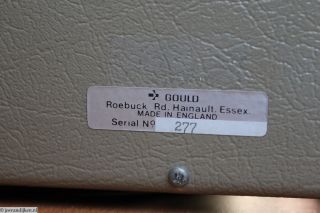 GOULD
Roebuck Rd. Hainault. Essex.
MADE IN ENGLAND
Serial Nº 277